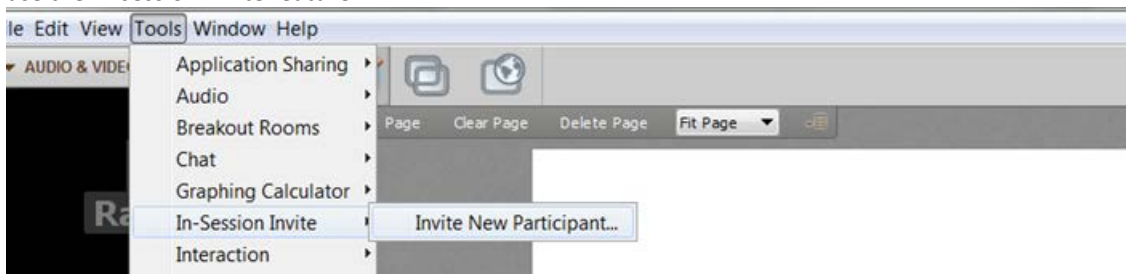 le Edit View Tools Window Help
AUDIO & VIDE
Application Sharing
Audio
Breakout Rooms
Page Clear Page Delete Page Fit Page
Chat
Graphing Calculator
Ra
In-Session Invite
Invite New Participant...
Interaction